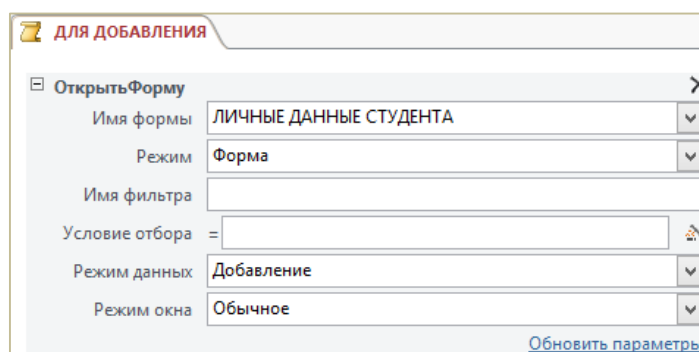 ДЛЯ ДОБАВЛЕНИЯ
ОткрытьФорму
Имя формы ЛИЧНЫЕ ДАННЫЕ СТУДЕНТА
Режим Форма
Имя фильтра
Условие отбора =
Режим данных Добавление
Режим окна Обычное
Обновить параметры